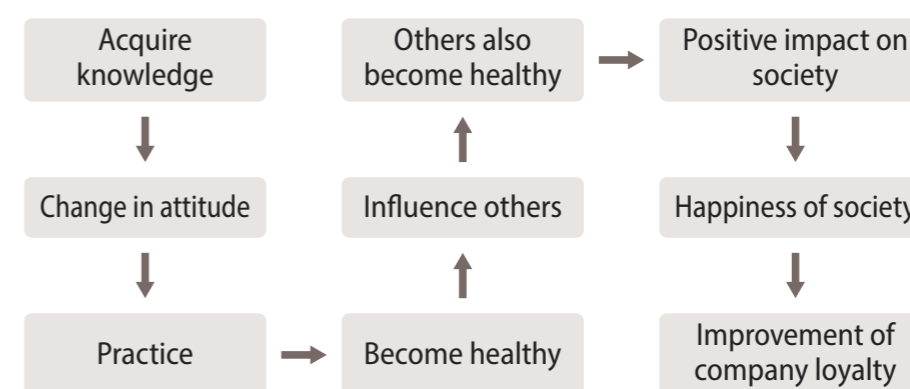 Acquire
knowledge
Change in attitude
Practice
Become healthy
Influence others
Others also
become healthy
Positive impact on
society
Happiness of society
Improvement of
company loyalty